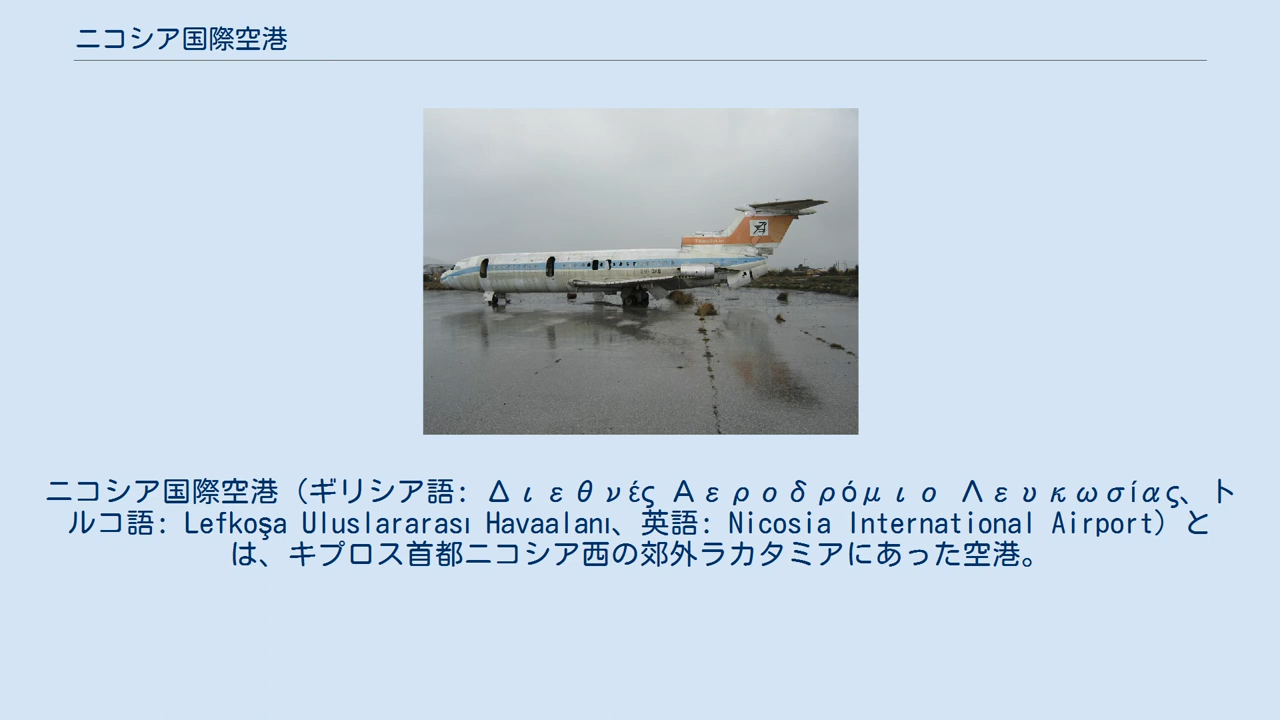 ニコシア国際空港
ニコシア国際空港（ギリシア語: Διεθνές Αεροδρόμιο Λευκωσίας、ト
ルコ語: Lefkoşa Uluslararası Havaalanı、英語: Nicosia International Airport）と
は、キプロス首都ニコシア西の郊外ラカタミアにあった空港。